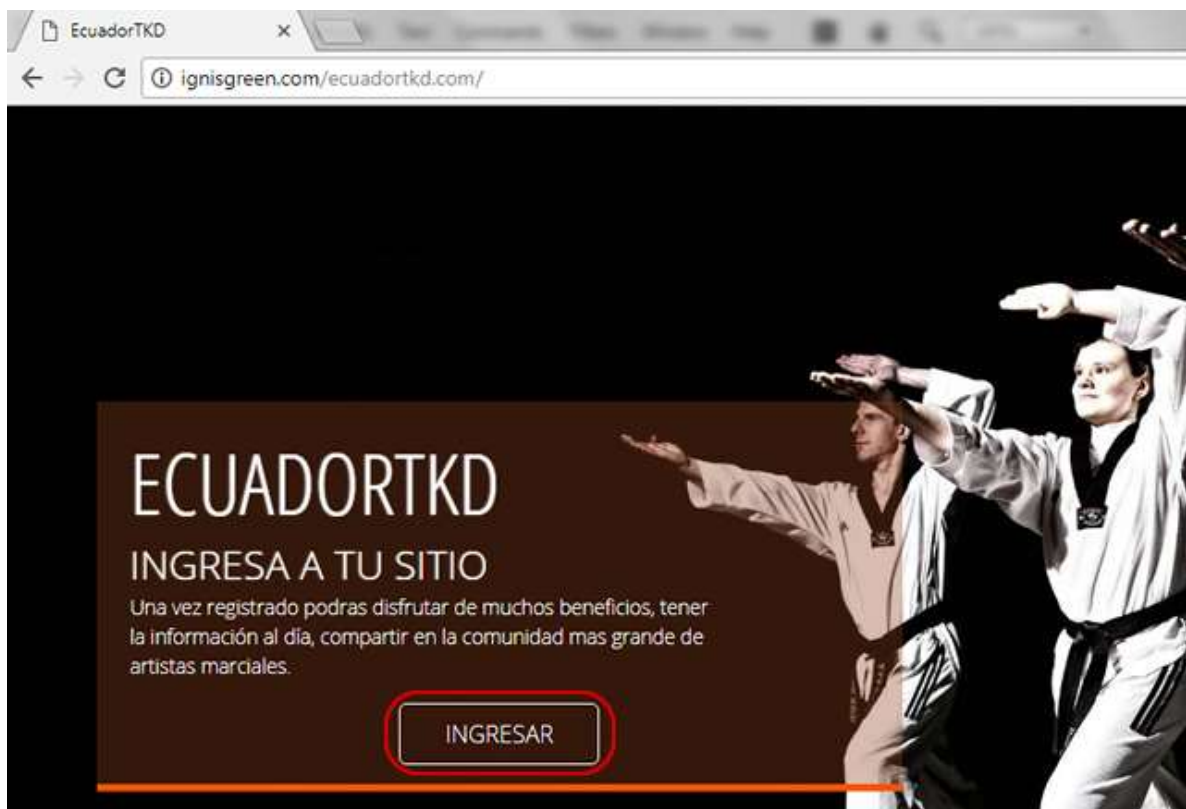 EcuadorTKD
ignisgreen.com/ecuadortkd.com/
ECUADORTKD
INGRESA A TU SITIO
Una vez registrado podras disfrutar de muchos beneficios, tener
la información al día, compartir en la comunidad mas grande de
artistas marciales.
INGRESAR